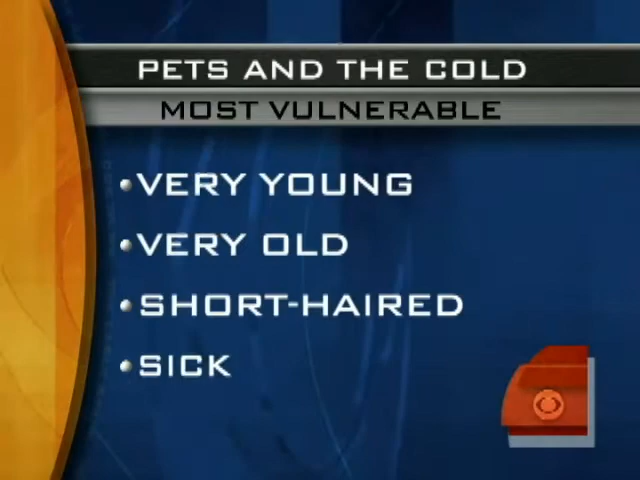 PETS AND THE COLD
MOST VULNERABLE
• VERY YOUNG
• VERY OLD
• SHORT-HAIRED
• SICK